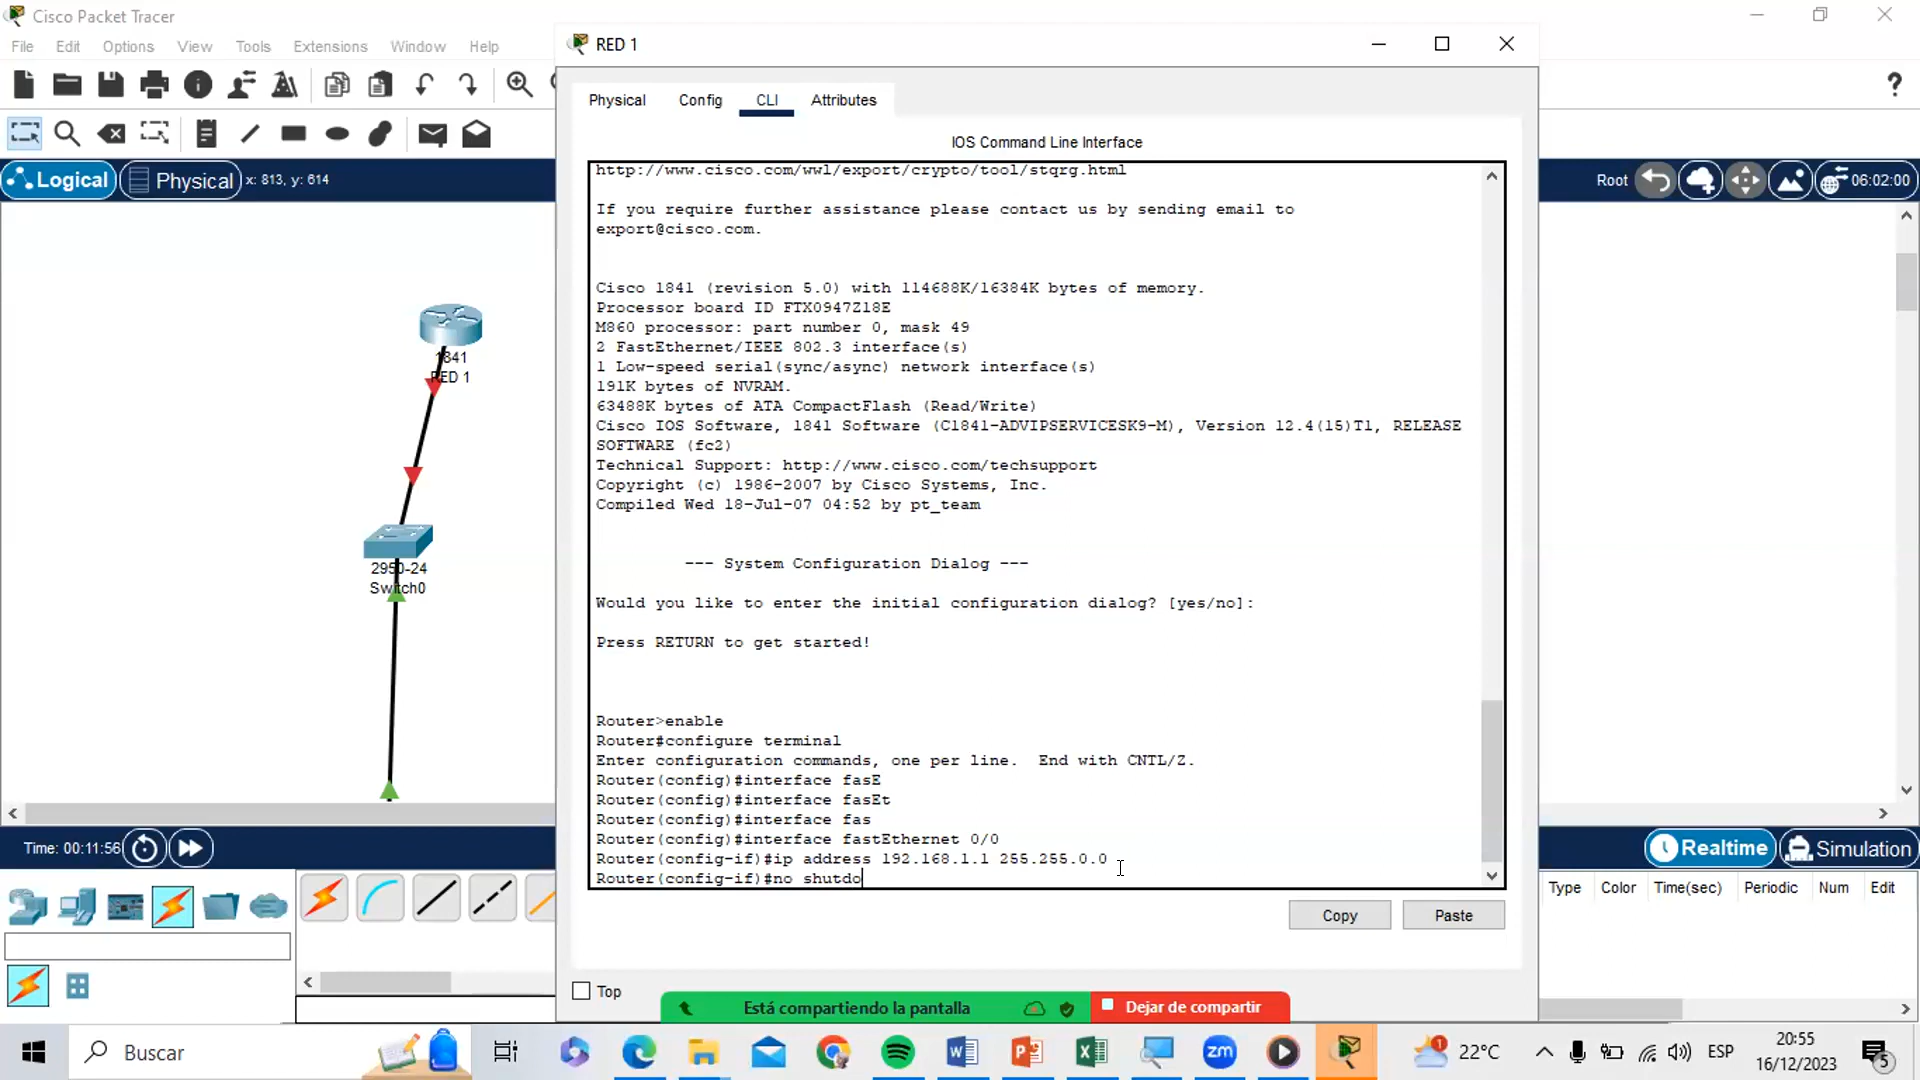 Cisco Packet Tracer
File Edit Options View Tools Extensions Window Help
Logical Physical x: 813, y: 614
Root 06:02:00
1841
RED 1
2950-24
Switch0
RED 1
Physical Config CLI Attributes
IOS Command Line Interface
http://www.cisco.com/wwl/export/crypto/tool/stqrg.html
If you require further assistance please contact us by sending email to
export@cisco.com.
Cisco 1841 (revision 5.0) with 114688K/16384K bytes of memory.
Processor board ID FTX0947Z18E
M860 processor: part number 0, mask 49
2 FastEthernet/IEEE 802.3 interface(s)
1 Low-speed serial(sync/async) network interface(s)
191K bytes of NVRAM.
63488K bytes of ATA CompactFlash (Read/Write)
Cisco IOS Software, 1841 Software (C1841-ADVIPSERVICESK9-M), Version 12.4(15)T1, RELEASE
SOFTWARE (fc2)
Technical Support: http://www.cisco.com/techsupport
Copyright (c) 1986-2007 by Cisco Systems, Inc.
Compiled Wed 18-Jul-07 04:52 by pt_team
--- System Configuration Dialog ---
Would you like to enter the initial configuration dialog? [yes/no]:
Press RETURN to get started!
Router>enable
Router#configure terminal
Enter configuration commands, one per line.  End with CNTL/Z.
Router(config)#interface fasE
Router(config)#interface fasEt
Router(config)#interface fas
Router(config)#interface fastEthernet 0/0
Router(config-if)#ip address 192.168.1.1 255.255.0.0
Router(config-if)#no shutdo
Copy Paste
Top
Time: 00:11:56
Realtime Simulation
Type Color Time(sec) Periodic Num Edit
Está compartiendo la pantalla
Dejar de compartir
Buscar
zm
1
22°C
ESP
20:55
16/12/2023
5